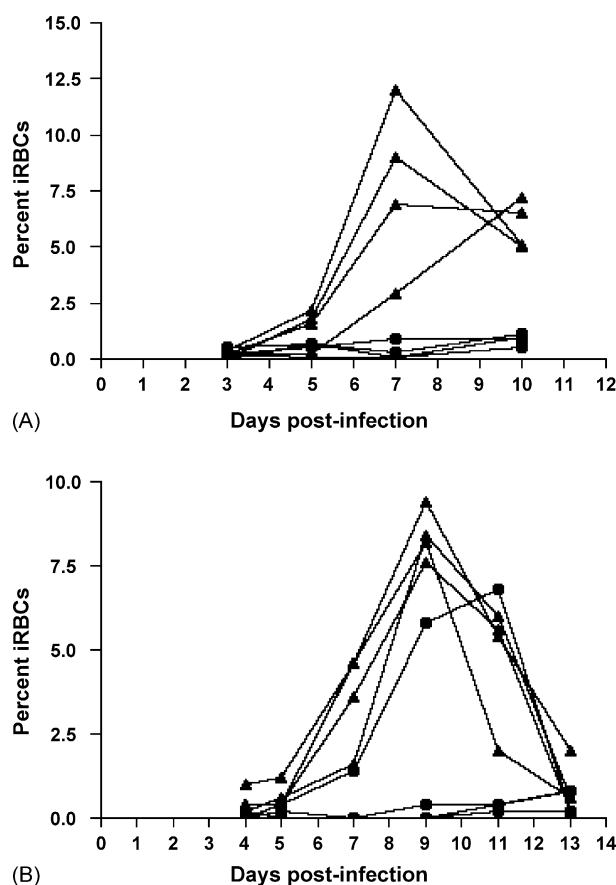 15.0
12.5
10.0
7.5
5.0
2.5
0.0
Percent iRBCs
0 1 2 3 4 5 6 7 8 9 10 11 12
(A) Days post-infection
10.0
7.5
5.0
2.5
0.0
Percent iRBCs
0 1 2 3 4 5 6 7 8 9 10 11 12 13 14
(B) Days post-infection